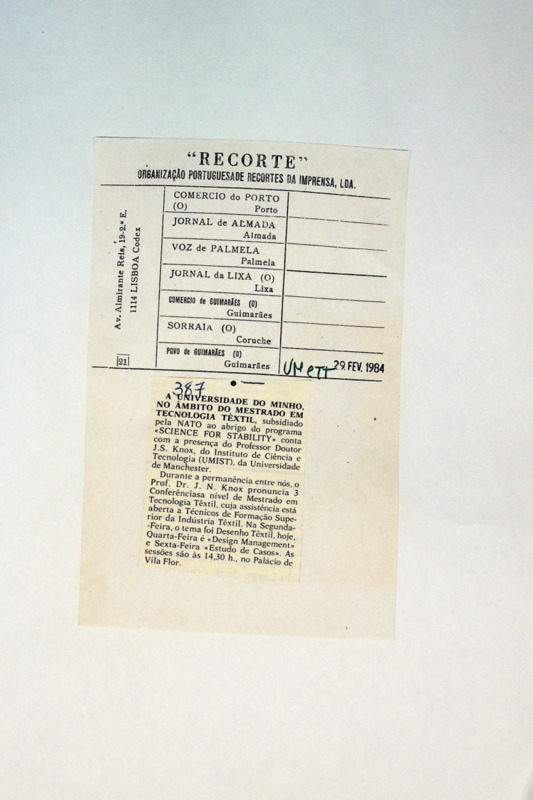 "RECORTE"
ORGANIZAÇÃO PORTUGUESA DE RECORTES DA IMPRENSA, LDA.
Av. Almirante Reis, 19-2.º E.
1114 LISBOA Codex
21
COMERCIO do PORTO
(O) Porto
JORNAL de ALMADA
Almada
VOZ de PALMELA
Palmela
JORNAL da LIXA (O)
Lixa
COMERCIO de GUIMARÃES (O)
Guimarães
SORRAIA (O)
Coruche
POVO de GUIMARÃES (O)
Guimarães
29. FEV. 1984
387
A UNIVERSIDADE DO MINHO,
NO ÂMBITO DO MESTRADO EM
TECNOLOGIA TÊXTIL, subsidiado
pela NATO ao abrigo do programa
«SCIENCE FOR STABILITY» conta
com a presença do Professor Doutor
J.S. Knox, do Instituto de Ciência e
Tecnologia (UMIST), da Universidade
de Manchester.
Durante a permanência entre nós, o
Prof. Dr. J. N. Knox pronuncia 3
Conferênciasa nível de Mestrado em
Tecnologia Têxtil, cuja assistência está
aberta a Técnicos de Formação Supe-
rior da Indústria Têxtil. Na Segunda-
-Feira, o tema foi Desenho Têxtil, hoje,
Quarta-Feira é «Design Management»
e Sexta-Feira «Estudo de Casos». As
sessões são às 14,30 h., no Palácio de
Vila Flor.